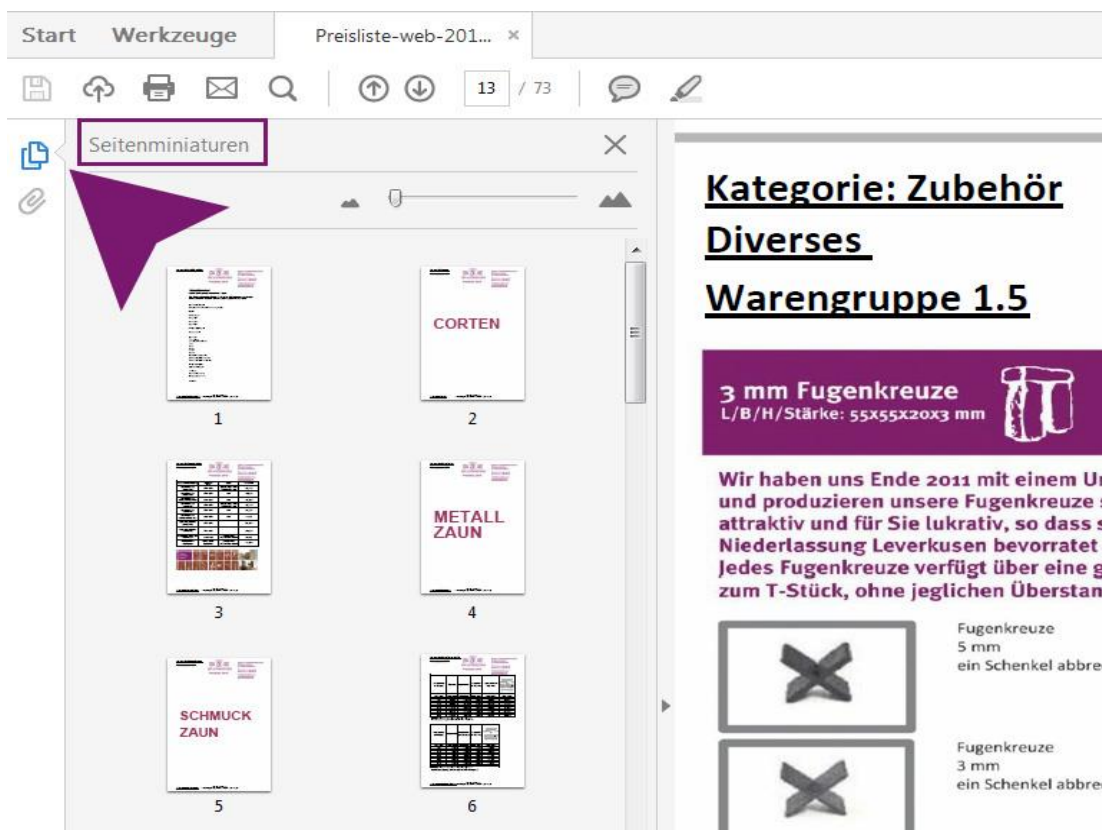 Start Werkzeuge Preisliste-web-201... ×
13 / 73
Seitenminiaturen
1
CORTEN
2
3
METALL
ZAUN
4
SCHMUCK
ZAUN
5
6
Kategorie: Zubehör
Diverses
Warengruppe 1.5
3 mm Fugenkreuze
L/B/H/Stärke: 55x55x20x3 mm
Wir haben uns Ende 2011 mit einem
und produzieren unsere Fugenkreuze
attraktiv und für Sie lukrativ, so dass
Niederlassung Leverkusen bevorratet
Jedes Fugenkreuze verfügt über eine
zum T-Stück, ohne jeglichen Überstan
Fugenkreuze
5 mm
ein Schenkel abbre
Fugenkreuze
3 mm
ein Schenkel abbre